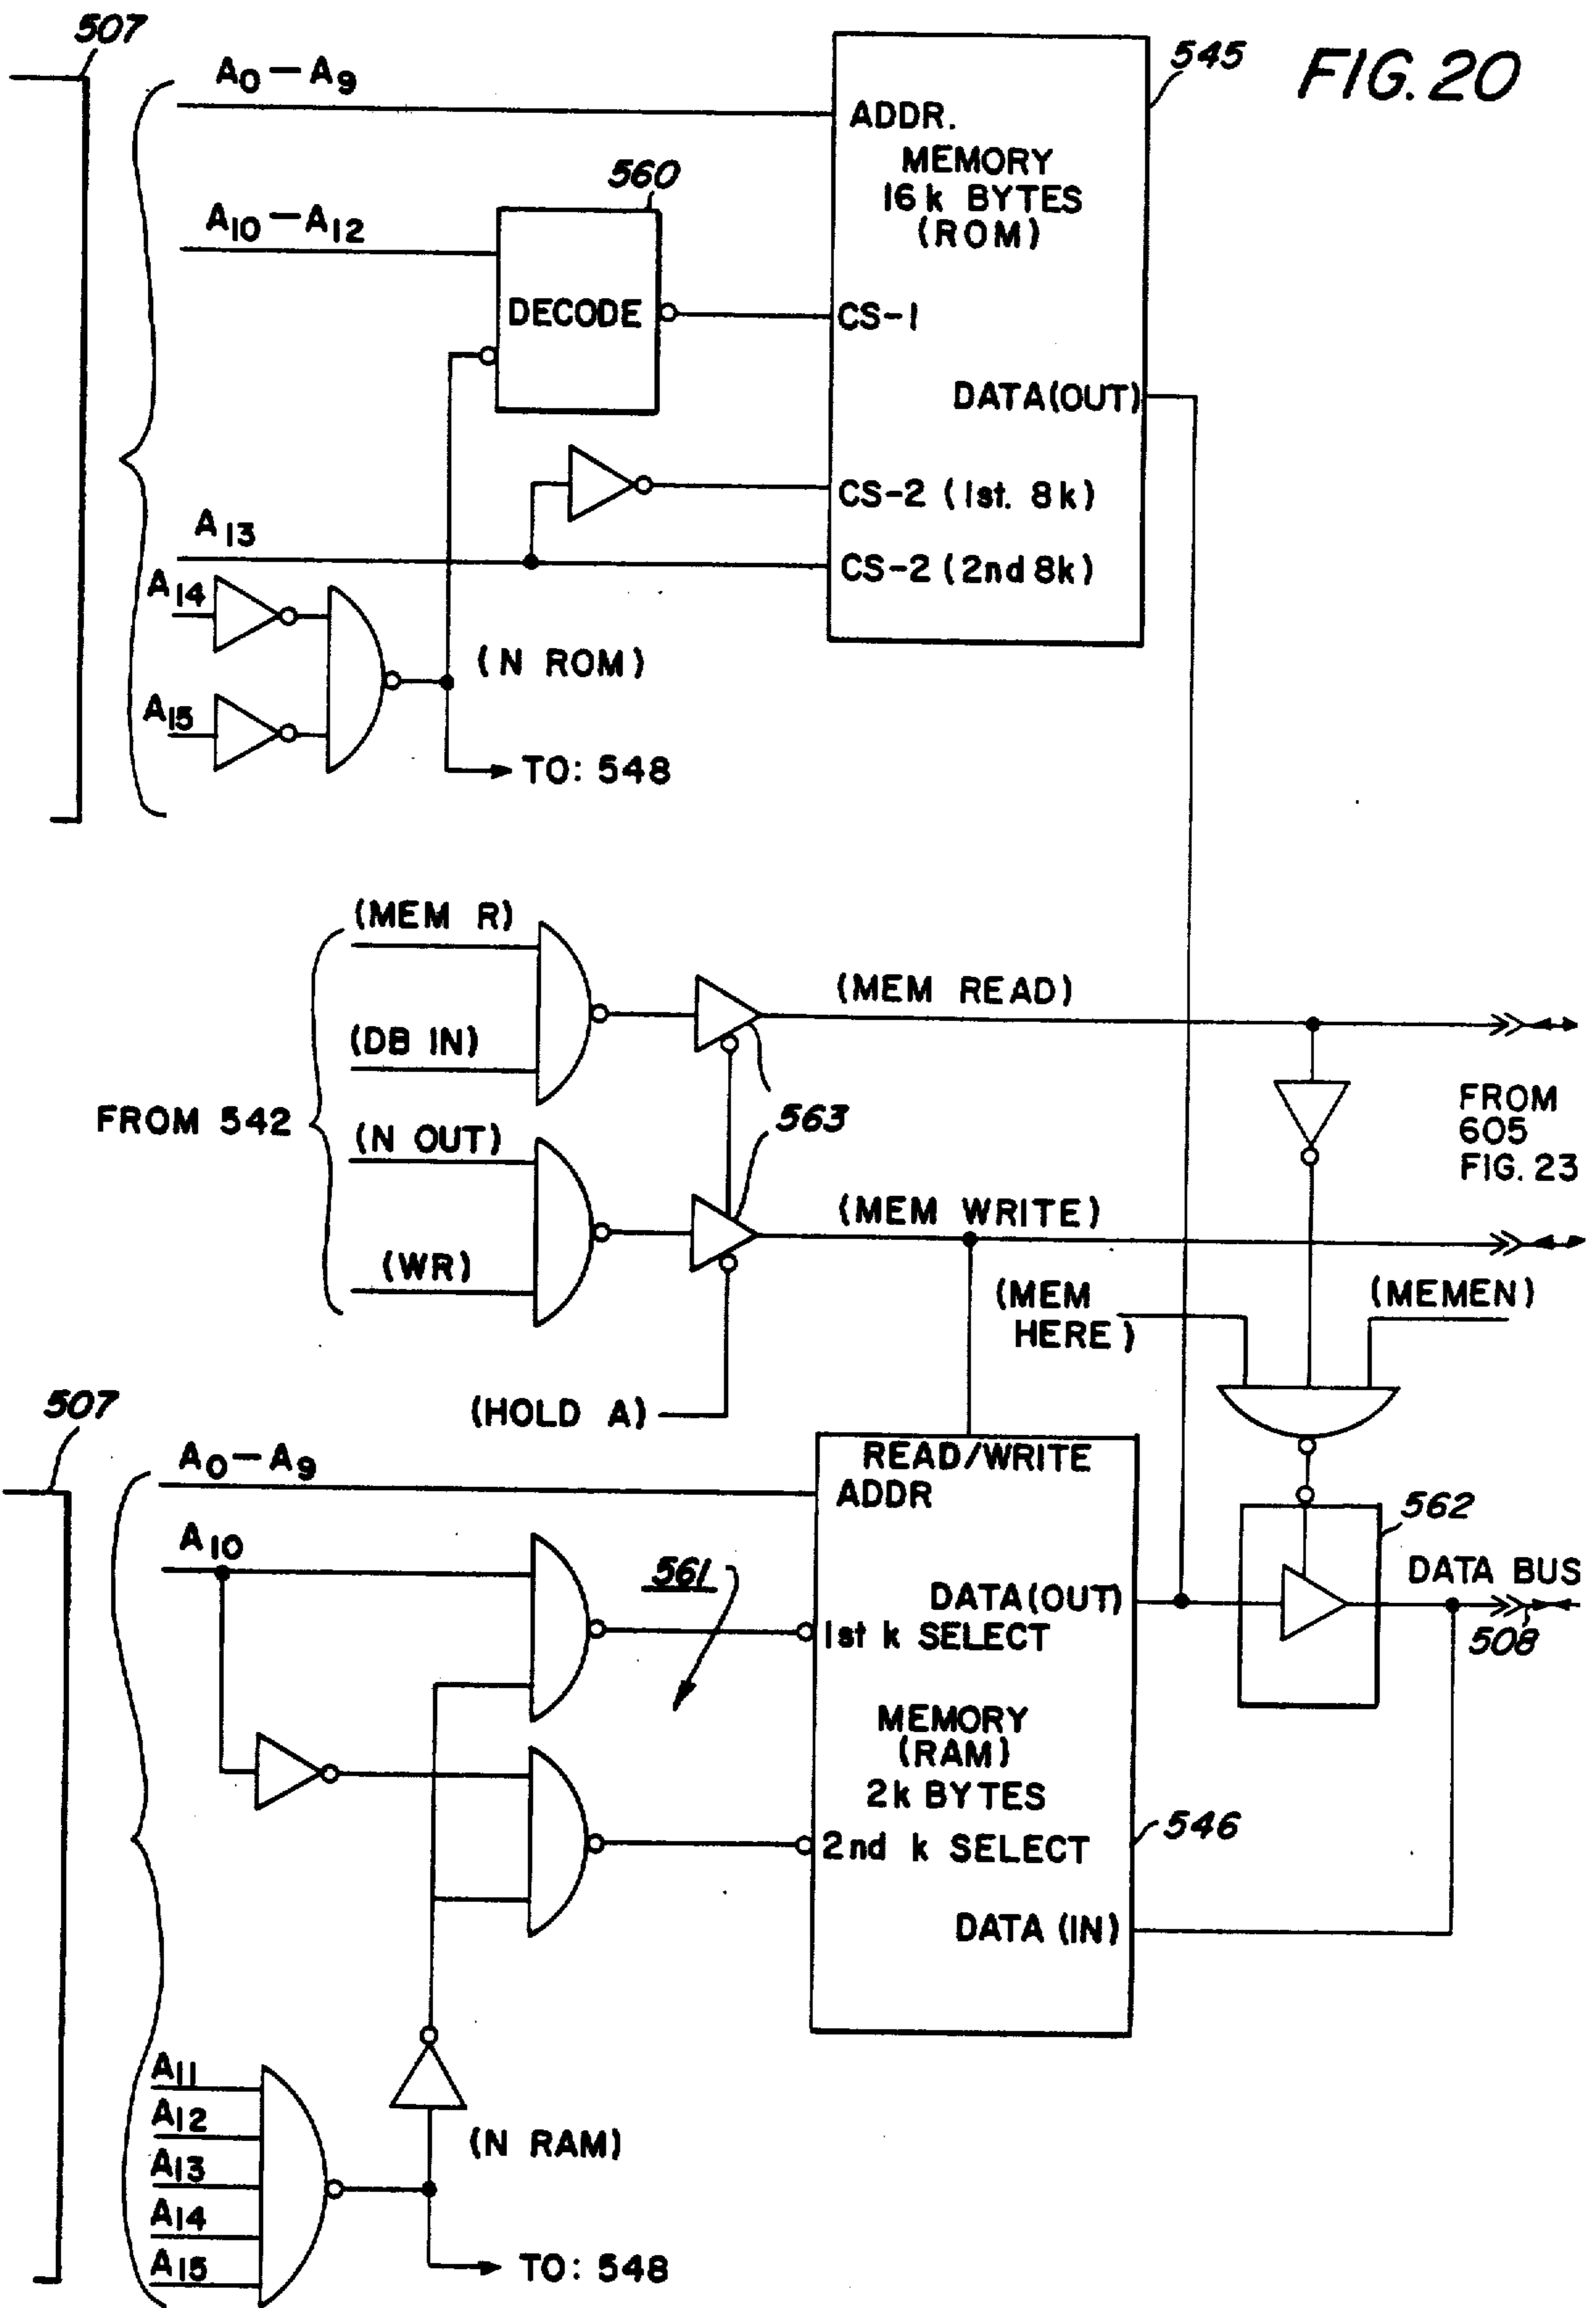 507
FIG. 20
545
A0–A9
ADDR.
MEMORY
16k BYTES
(ROM)
560
A10–A12
DECODE
CS-1
DATA(OUT)
CS-2 (1st. 8k)
A13
CS-2 (2nd 8k)
A14
(N ROM)
A15
TO: 548
(MEM R)
(MEM READ)
(DB IN)
FROM 542
563
FROM
605
FIG. 23
(N OUT)
(MEM WRITE)
(WR)
(MEM
HERE)
(MEMEN)
(HOLD A)
507
A0–A9
READ/WRITE
ADDR
562
A10
561
DATA(OUT)
DATA BUS
508
1st k SELECT
MEMORY
(RAM)
2k BYTES
546
2nd k SELECT
DATA (IN)
A11
A12
(N RAM)
A13
A14
A15
TO: 548